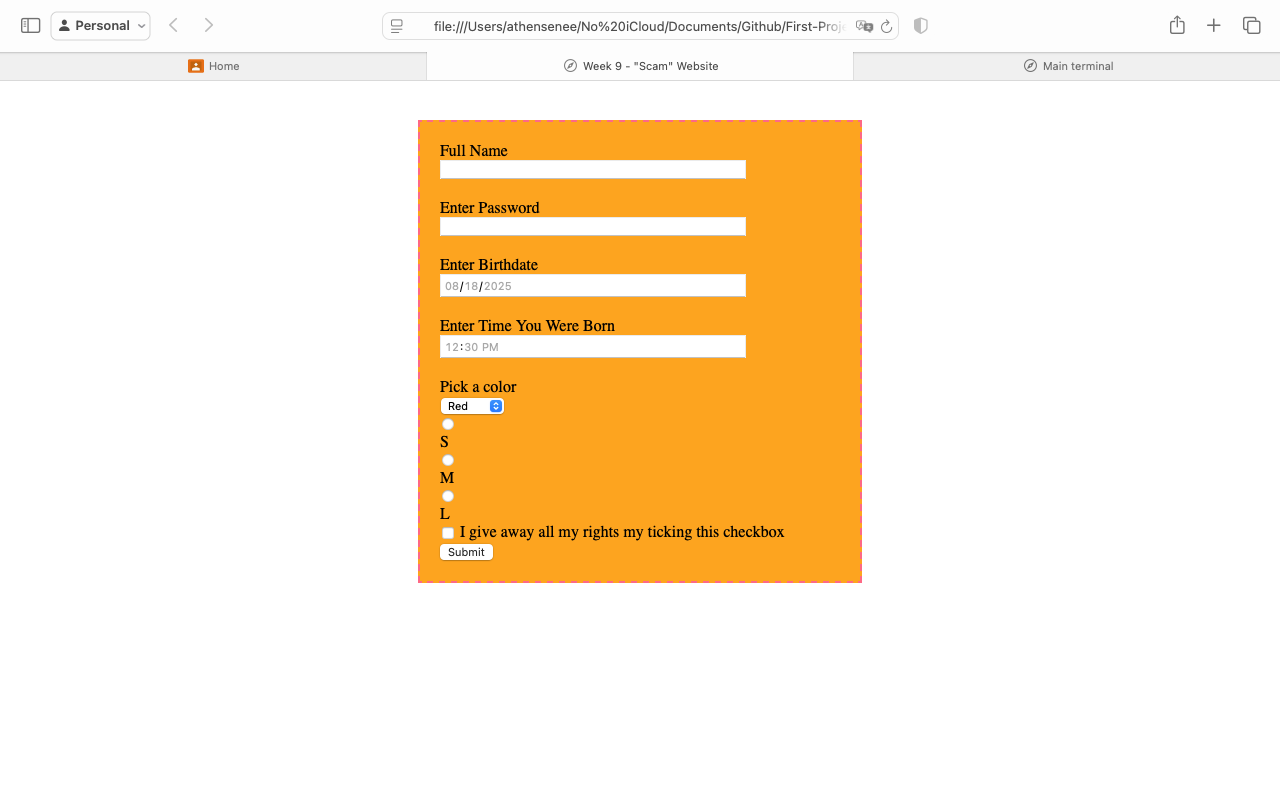 Personal
file:///Users/athensenee/No%20iCloud/Documents/Github/First-Proje
Home
Week 9 - "Scam" Website
Main terminal
Full Name
Enter Password
Enter Birthdate
08/18/2025
Enter Time You Were Born
12:30 PM
Pick a color
Red
S
M
L
I give away all my rights my ticking this checkbox
Submit